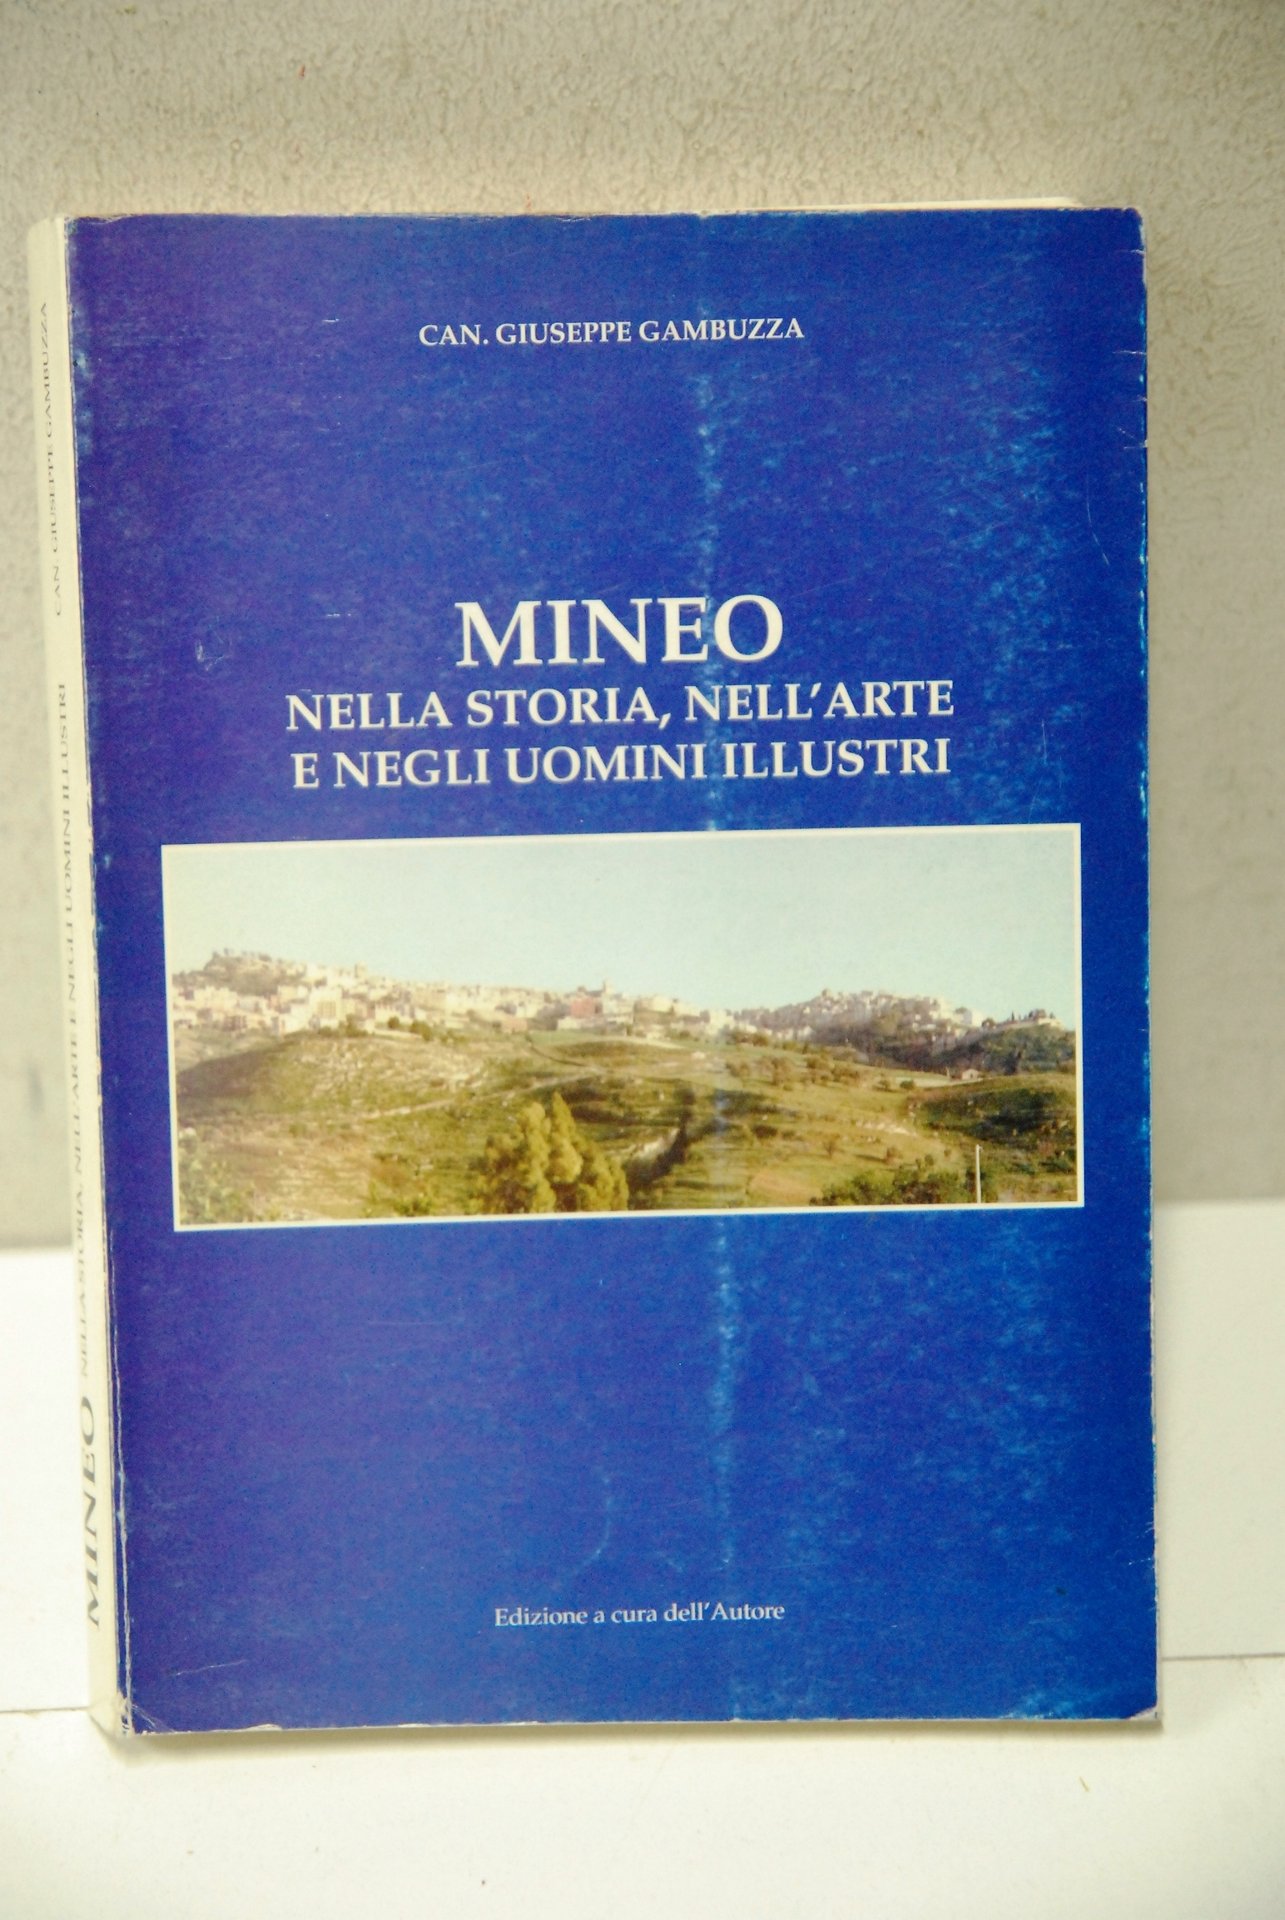 CAN. GIUSEPPE GAMBUZZA
MINEO
NELLA STORIA, NELL'ARTE
E NEGLI UOMINI ILLUSTRI
Edizione a cura dell'Autore
MINEO NELLA STORIA, NELL'ARTE E NEGLI UOMINI ILLUSTRI CAN. GIUSEPPE GAMBUZZA